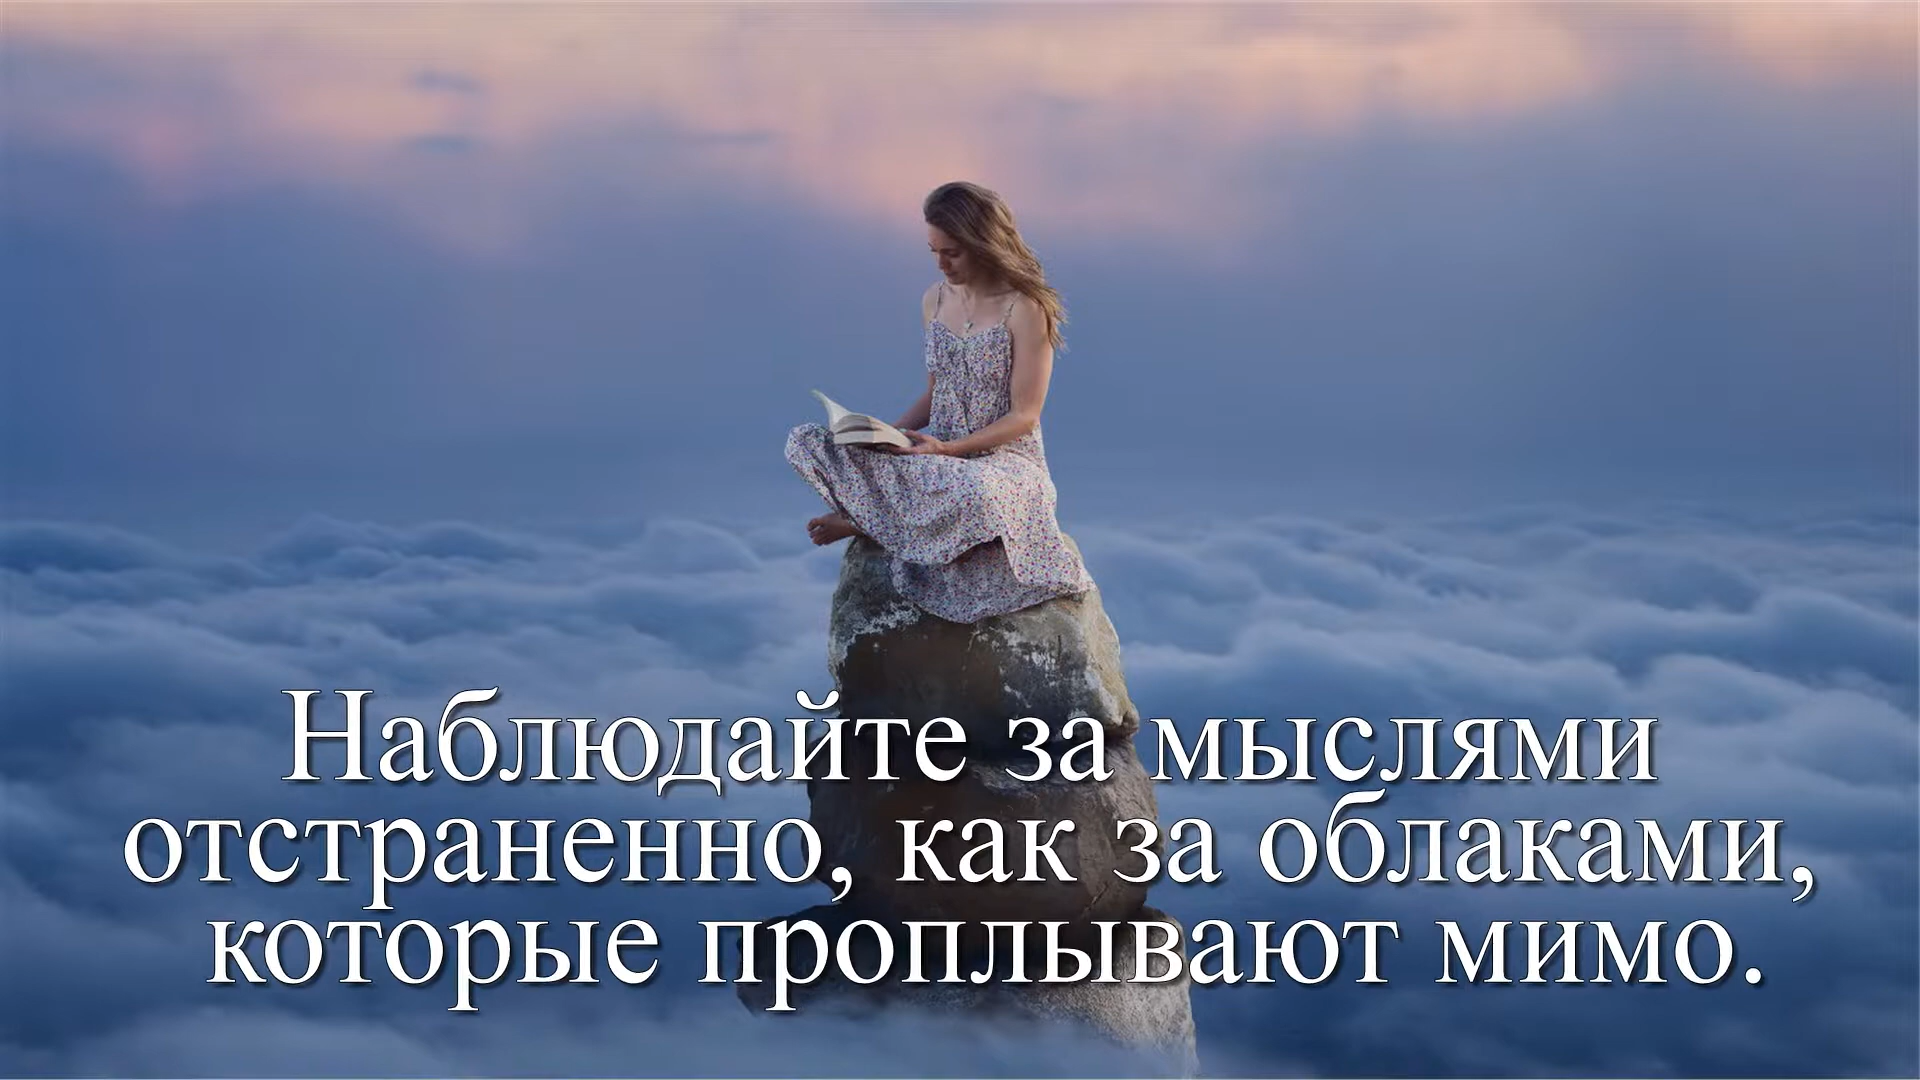 Наблюдайте за мыслями
отстраненно, как за облаками,
которые проплывают мимо.